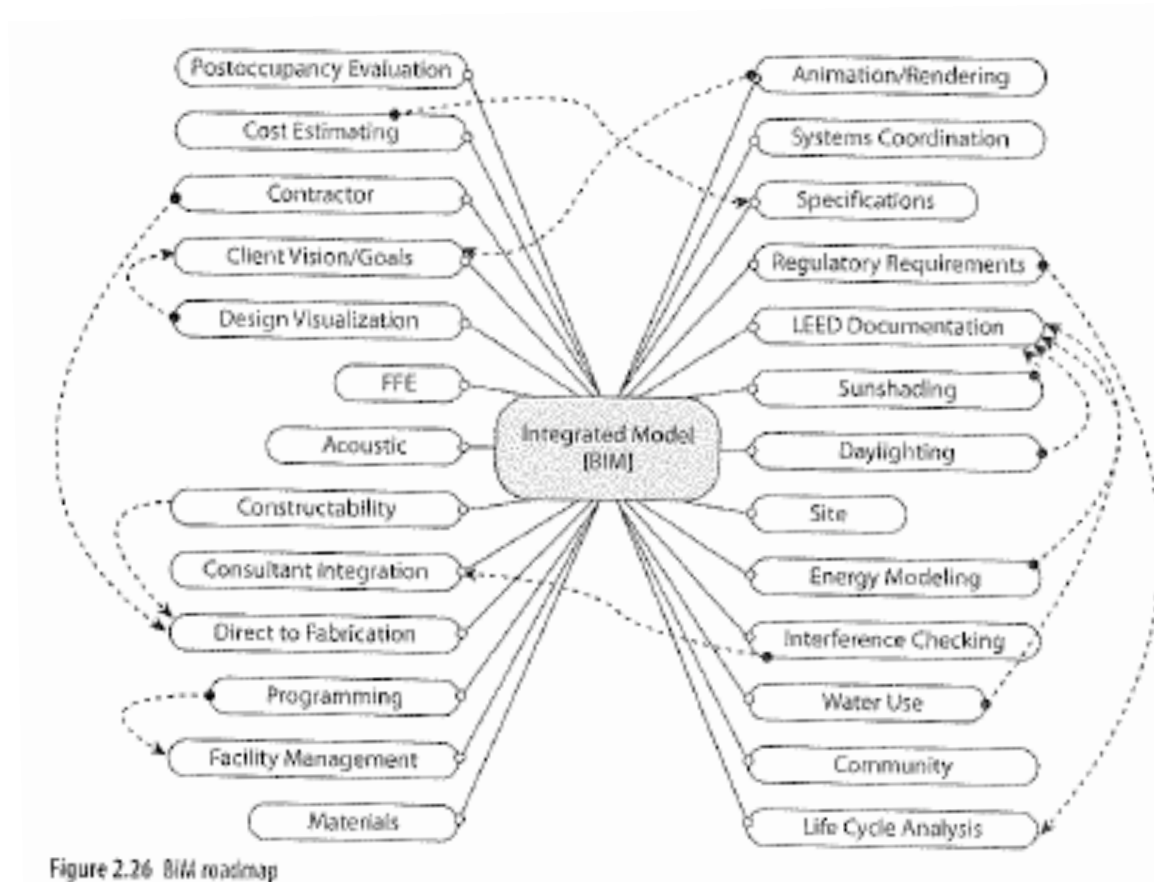 Postoccupancy Evaluation
Cost Estimating
Contractor
Client Vision/Goals
Design Visualization
FFE
Acoustic
Constructability
Consultant Integration
Direct to Fabrication
Programming
Facility Management
Materials
Integrated Model
[BIM]
Animation/Rendering
Systems Coordination
Specifications
Regulatory Requirements
LEED Documentation
Sunshading
Daylighting
Site
Energy Modeling
Interference Checking
Water Use
Community
Life Cycle Analysis
Figure 2.26 BIM roadmap